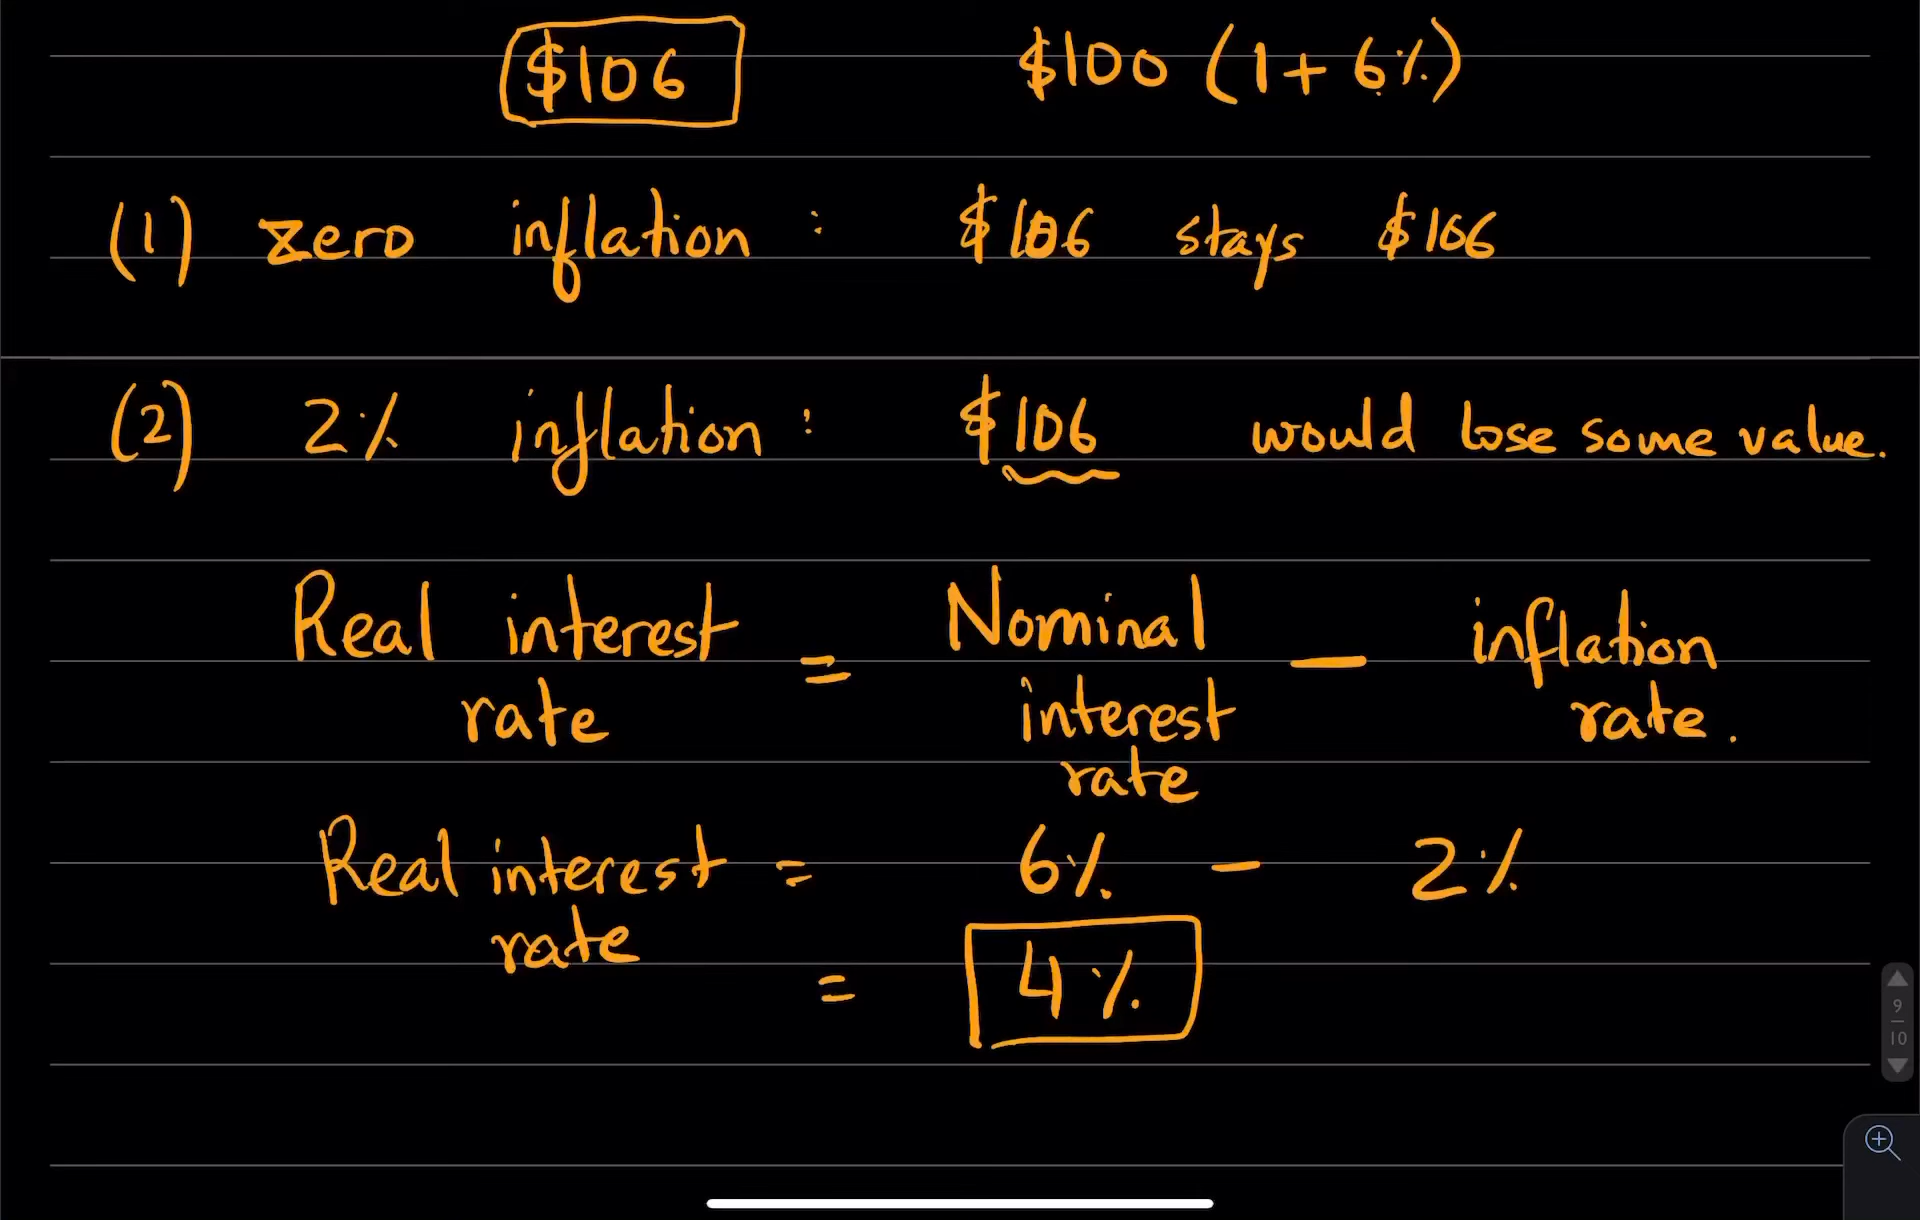 $106 $100 (1 + 6%)
(1) zero inflation : $106 stays $106
(2) 2% inflation : $106 would lose some value.
Real interest rate = Nominal interest rate − inflation rate.
Real interest rate = 6% − 2%
= 4%
9
10